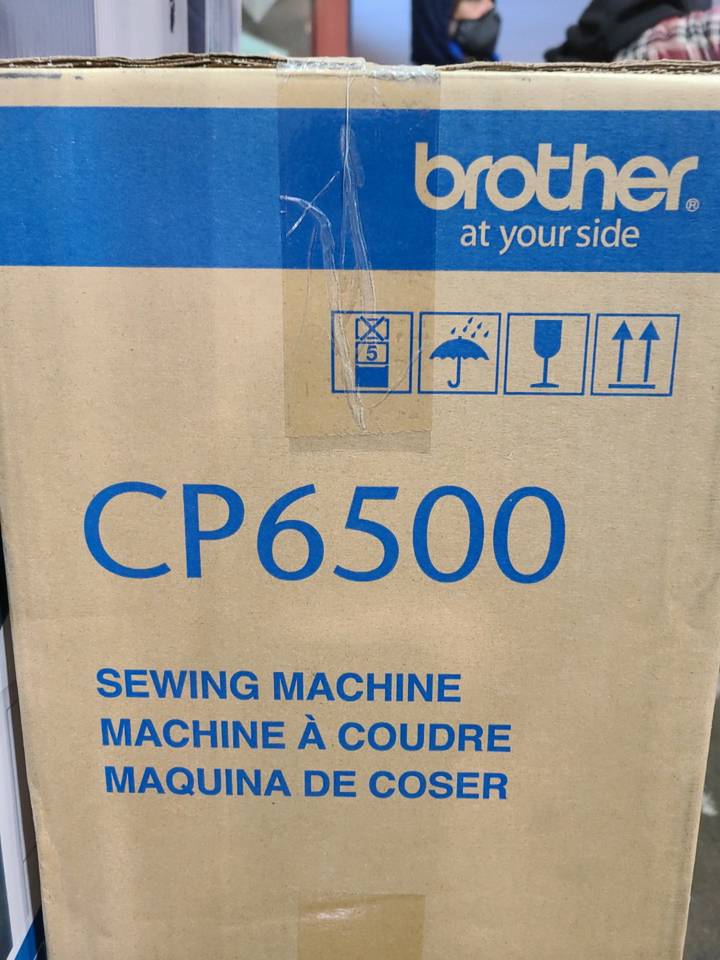 brother®
at your side
5
CP6500
SEWING MACHINE
MACHINE À COUDRE
MAQUINA DE COSER